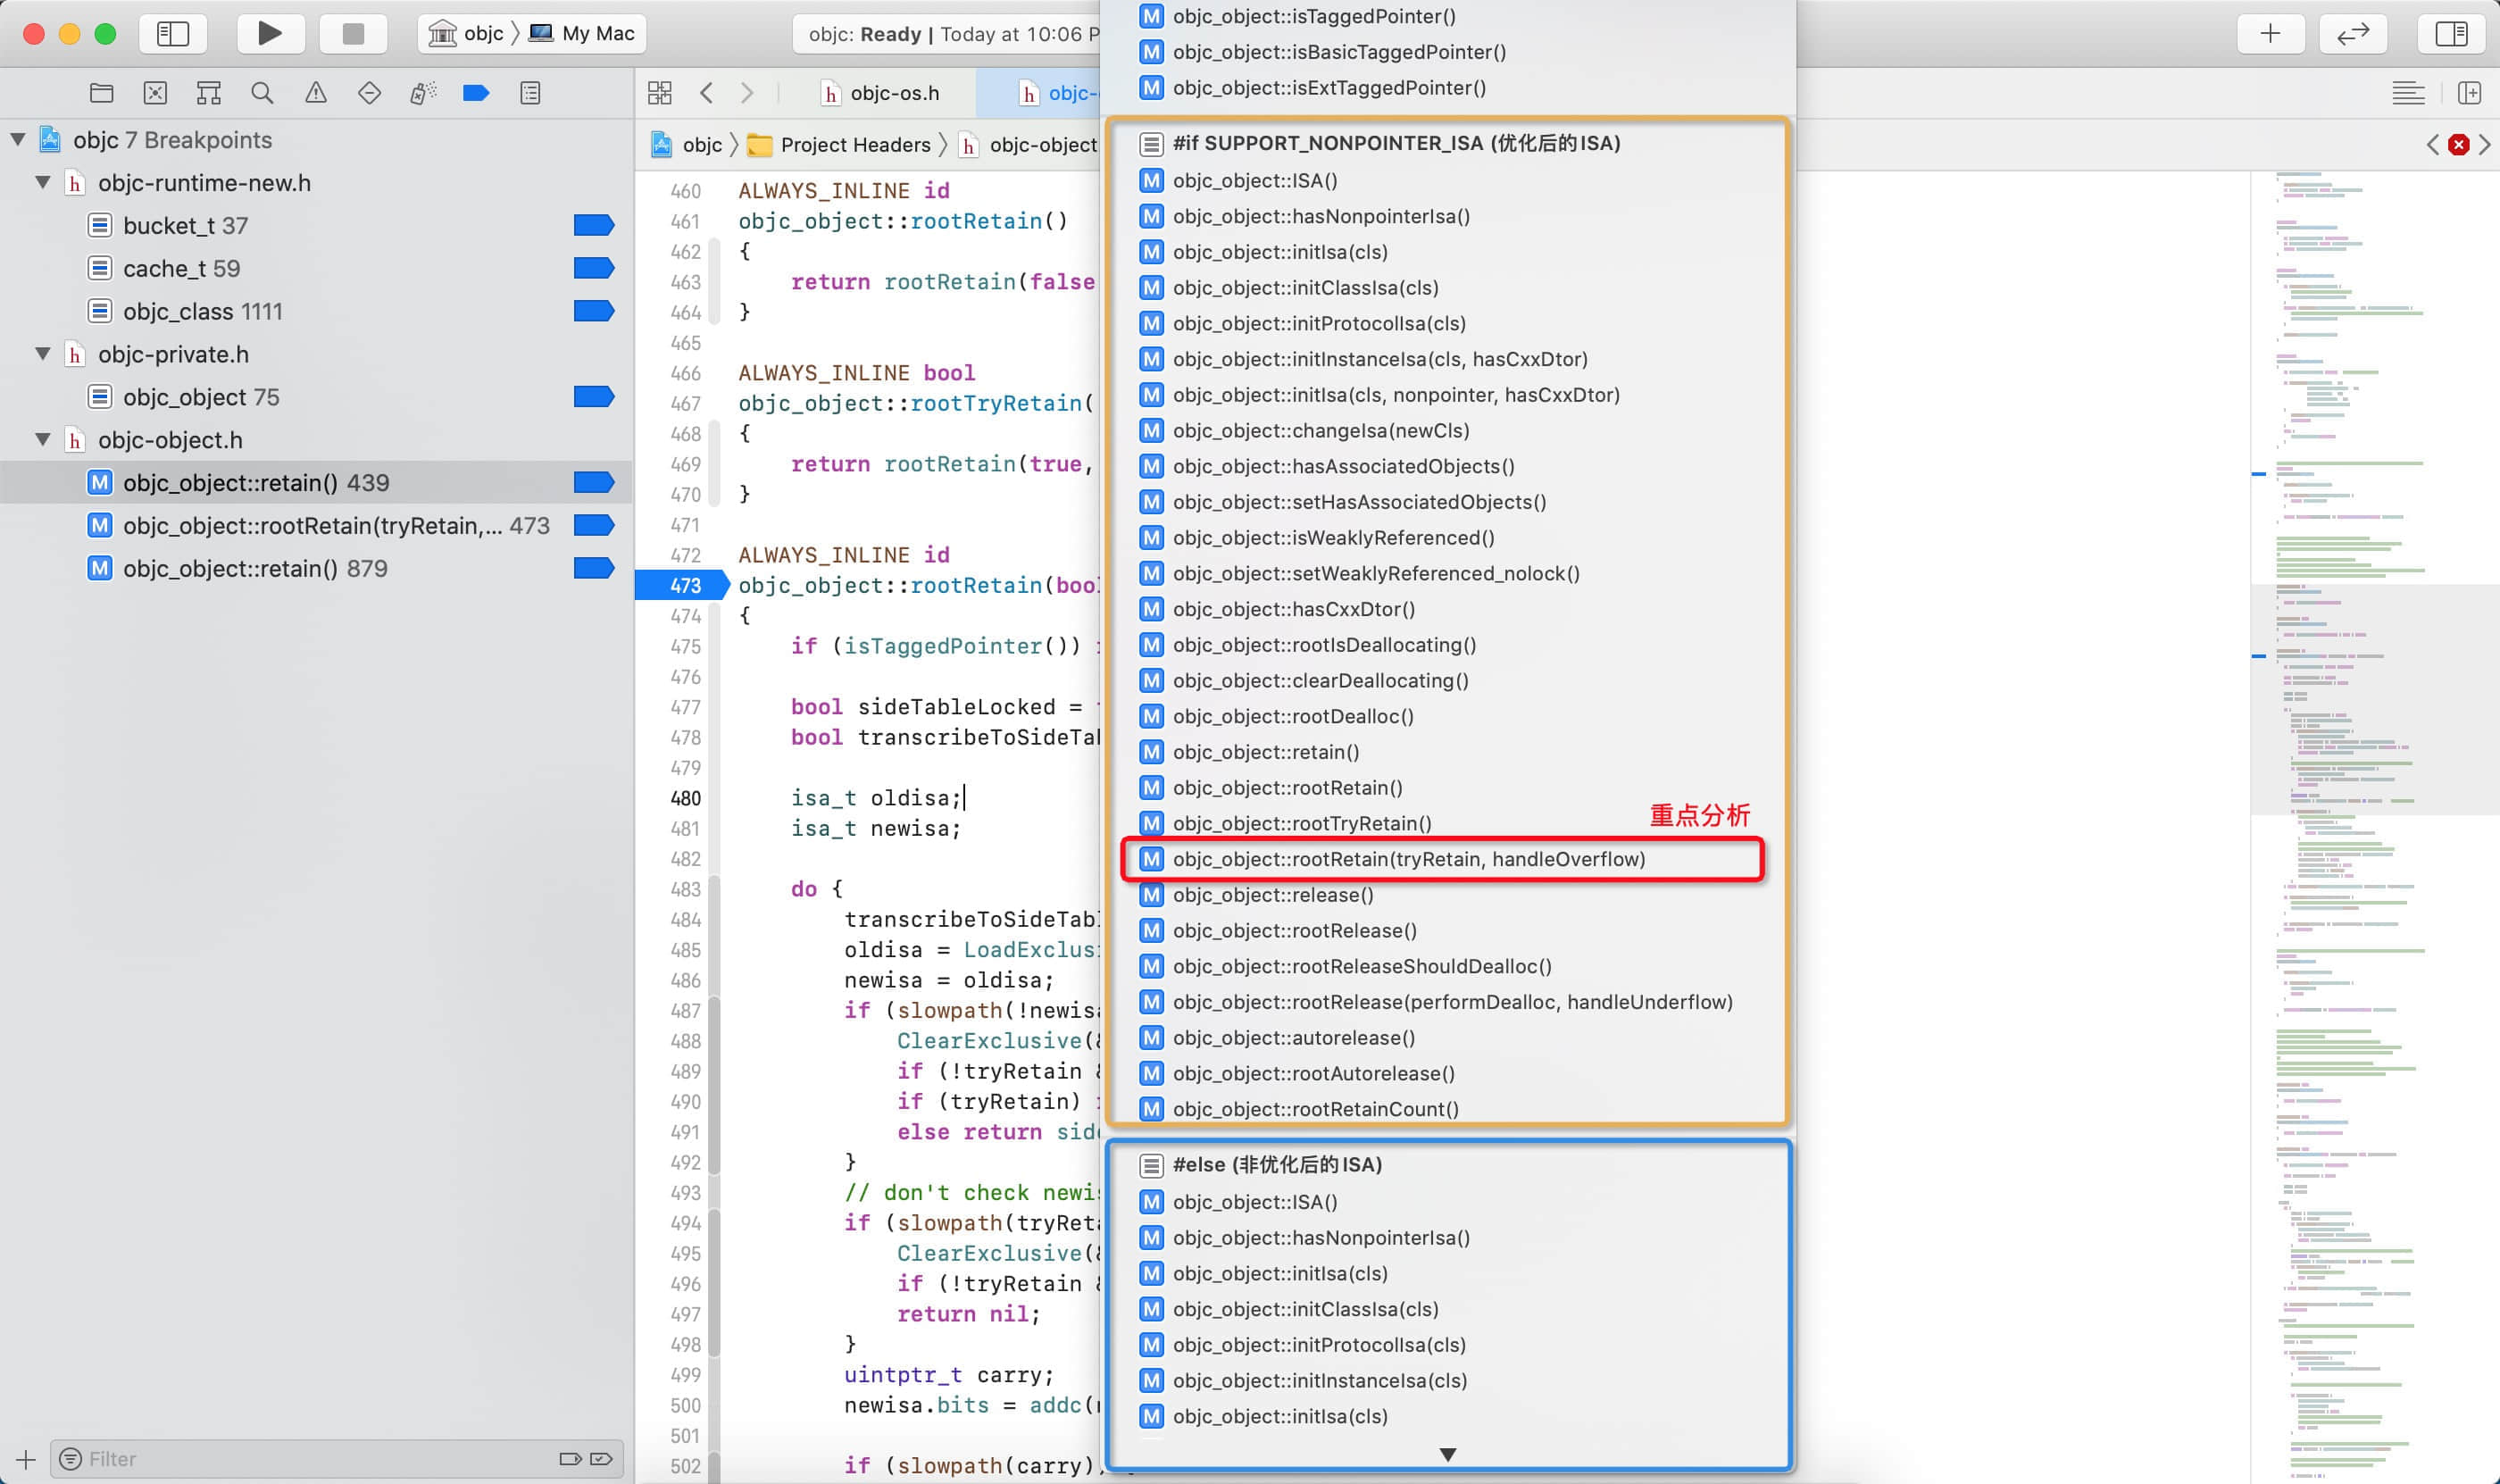 objc 〉 My Mac
objc: Ready | Today at 10:06 P
objc 7 Breakpoints
objc-runtime-new.h
bucket_t 37
cache_t 59
objc_class 1111
objc-private.h
objc_object 75
objc-object.h
objc_object::retain() 439
objc_object::rootRetain(tryRetain,... 473
objc_object::retain() 879
Filter
objc-os.h
objc-
objc 〉 Project Headers 〉 objc-object
460 ALWAYS_INLINE id
461 objc_object::rootRetain()
462 {
463 return rootRetain(false
464 }
465
466 ALWAYS_INLINE bool
467 objc_object::rootTryRetain(
468 {
469 return rootRetain(true,
470 }
471
472 ALWAYS_INLINE id
473 objc_object::rootRetain(bool
474 {
475 if (isTaggedPointer())
476
477 bool sideTableLocked =
478 bool transcribeToSideTab
479
480 isa_t oldisa;
481 isa_t newisa;
482
483 do {
484 transcribeToSideTabl
485 oldisa = LoadExclusi
486 newisa = oldisa;
487 if (slowpath(!newisa
488 ClearExclusive(&
489 if (!tryRetain &
490 if (tryRetain)
491 else return side
492 }
493 // don't check newis
494 if (slowpath(tryReta
495 ClearExclusive(&
496 if (!tryRetain &
497 return nil;
498 }
499 uintptr_t carry;
500 newisa.bits = addc(n
501
502 if (slowpath(carry))
M objc_object::isTaggedPointer()
M objc_object::isBasicTaggedPointer()
M objc_object::isExtTaggedPointer()
#if SUPPORT_NONPOINTER_ISA (优化后的ISA)
M objc_object::ISA()
M objc_object::hasNonpointerIsa()
M objc_object::initIsa(cls)
M objc_object::initClassIsa(cls)
M objc_object::initProtocolIsa(cls)
M objc_object::initInstanceIsa(cls, hasCxxDtor)
M objc_object::initIsa(cls, nonpointer, hasCxxDtor)
M objc_object::changeIsa(newCls)
M objc_object::hasAssociatedObjects()
M objc_object::setHasAssociatedObjects()
M objc_object::isWeaklyReferenced()
M objc_object::setWeaklyReferenced_nolock()
M objc_object::hasCxxDtor()
M objc_object::rootIsDeallocating()
M objc_object::clearDeallocating()
M objc_object::rootDealloc()
M objc_object::retain()
M objc_object::rootRetain()
M objc_object::rootTryRetain()
重点分析
M objc_object::rootRetain(tryRetain, handleOverflow)
M objc_object::release()
M objc_object::rootRelease()
M objc_object::rootReleaseShouldDealloc()
M objc_object::rootRelease(performDealloc, handleUnderflow)
M objc_object::autorelease()
M objc_object::rootAutorelease()
M objc_object::rootRetainCount()
#else (非优化后的ISA)
M objc_object::ISA()
M objc_object::hasNonpointerIsa()
M objc_object::initIsa(cls)
M objc_object::initClassIsa(cls)
M objc_object::initProtocolIsa(cls)
M objc_object::initInstanceIsa(cls)
M objc_object::initIsa(cls)